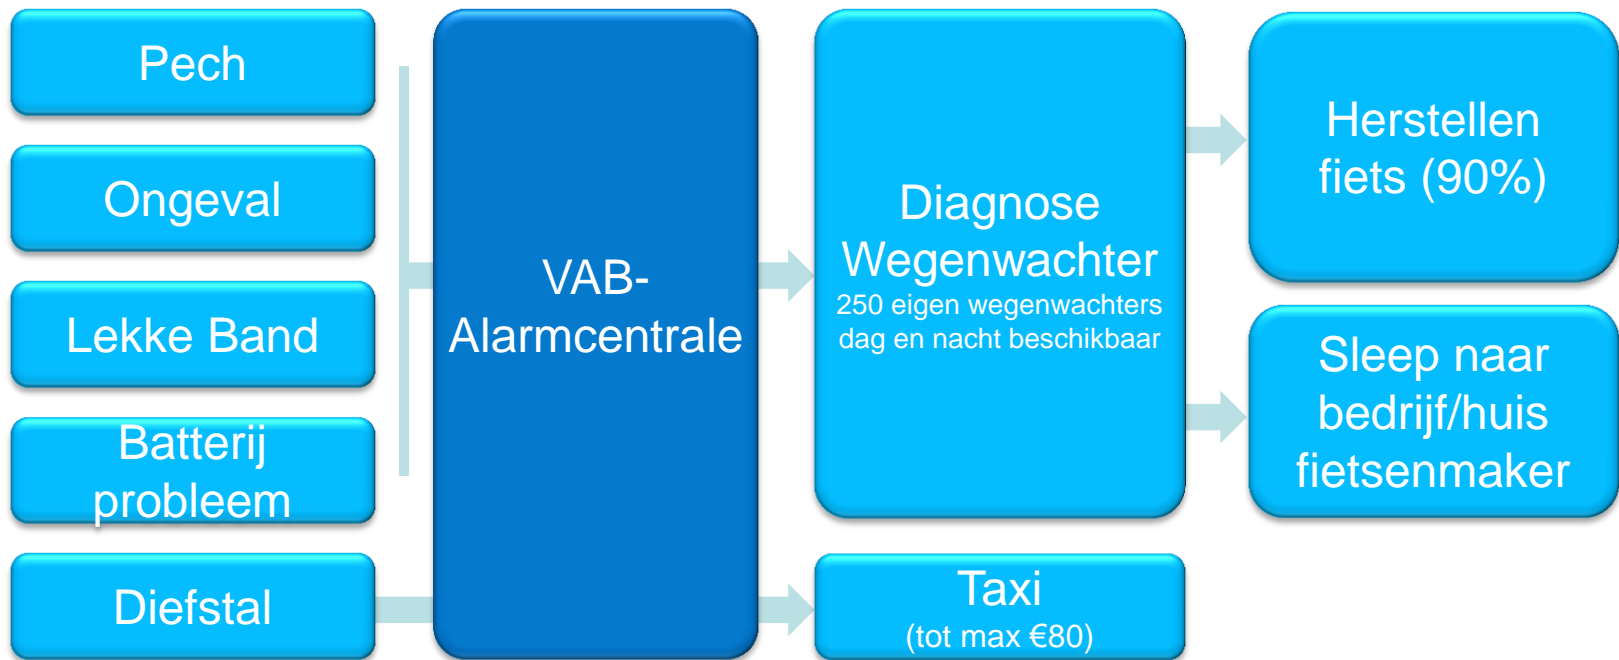 Pech
Ongeval
Lekke Band
Batterij
probleem
Diefstal
VAB-
Alarmcentrale
Diagnose
Wegenwachter
250 eigen wegenwachters
dag en nacht beschikbaar
Taxi
(tot max €80)
Herstellen
fiets (90%)
Sleep naar
bedrijf/huis
fietsenmaker